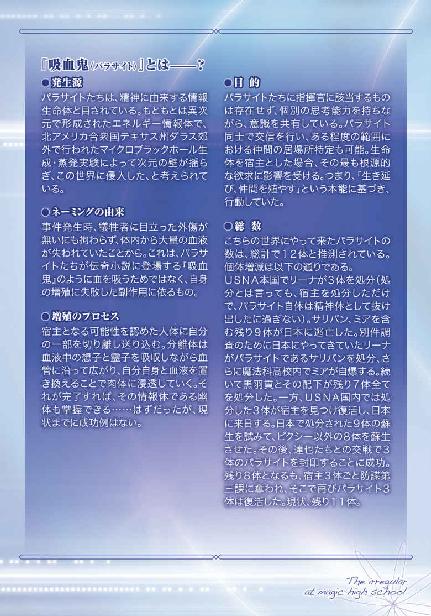 『吸血鬼(パラサイト)』とは――？
●発生源
パラサイトたちは、精神に由来する情報
生命体と目されている。もともとは異次
元で形成されたエネルギー情報体で、
北アメリカ合衆国テキサス州ダラス郊
外で行われたマイクロブラックホール生
成・蒸発実験によって次元の壁が揺ら
ぎ、この世界に侵入した、と考えられて
いる。
●ネーミングの由来
事件発生時、犠牲者に目立った外傷が
無いにも拘わらず、体内から大量の血液
が失われていたことから。これは、パラサ
イトたちが伝奇小説に登場する『吸血
鬼』のように血を吸うためではなく、自身
の増殖に失敗した副作用に依るもの。
●増殖のプロセス
宿主となる可能性を認めた人体に自分
の一部を切り離し送り込む。分離体は
血液中の想子と霊子を吸収しながら血
管に沿って広がり、自分自身と血液を置
き換えることで肉体に浸透していく。そ
れが完了すれば、その情報体である幽
体も掌握できる……はずだったが、現
状までに成功例はない。
●目的
パラサイトたちに指揮官に該当するもの
は存在せず、個別の思考能力を持ちな
がら、意識を共有している。パラサイト
同士で交信を行い、ある程度の範囲に
おける仲間の居場所特定も可能。生命
体を宿主とした場合、その最も根源的
な欲求に影響を受ける。つまり、「生き延
び、仲間を殖やす」という本能に基づき、
行動していた。
●総数
こちらの世界にやって来たパラサイトの
数は、総計で12体と推測されている。
個体増減は以下の通りである。
USNA本国でリーナが3体を処分(処
分とは言っても、宿主を処分しただけ
で、パラサイト自体は精神体として抜け
出したに過ぎない)。サリバン、ミアを含
む残り9体が日本に逃亡した。別件調
査のために日本にやってきていたリーナ
がパラサイトであるサリバンを処分、さ
らに魔法科高校内でミアが自爆する。続
いて黒羽貢とその配下が残り7体全て
を処分した。一方、USNA国内では処
分した3体が宿主を見つけ復活し、日本
に来日する。日本で処分された9体の蘇
生を試みて、ピクシー以外の8体を蘇生
させた。その後、達也たちとの交戦で3
体のパラサイトを封印することに成功。
残り8体となるも、宿主3体ごと防諜第
三課に奪われ、そこで再びパラサイト3
体は復活した。現状、残り11体。
The irregular
at magic high school